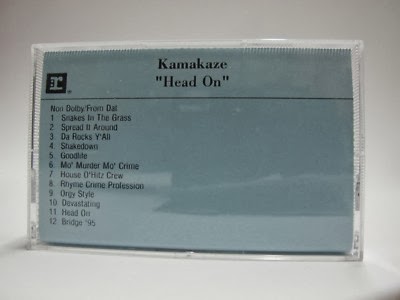 Kamakaze
"Head On"
r
Non Dolby/From Dat
1 Snakes In The Grass
2 Spread It Around
3 Da Rocks Y'All
4 Shakedown
5 Goodlife
6 Mo' Murder Mo' Crime
7 House O'Hitz Crew
8 Rhyme Crime Profession
9 Orgy Style
10 Devastating
11 Head On
12 Bridge '95